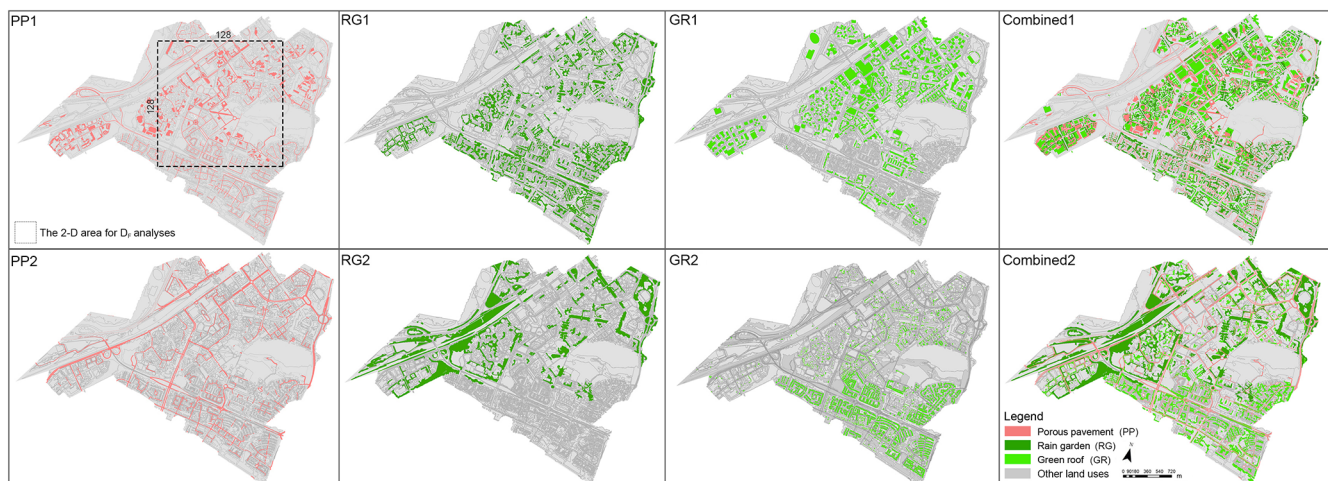 PP1
128
128
The 2-D area for DF analyses
RG1
GR1
Combined1
PP2
RG2
GR2
Combined2
Legend
Porous pavement (PP)
Rain garden (RG)
Green roof (GR)
Other land uses
N
0 90180 360 540 720
m